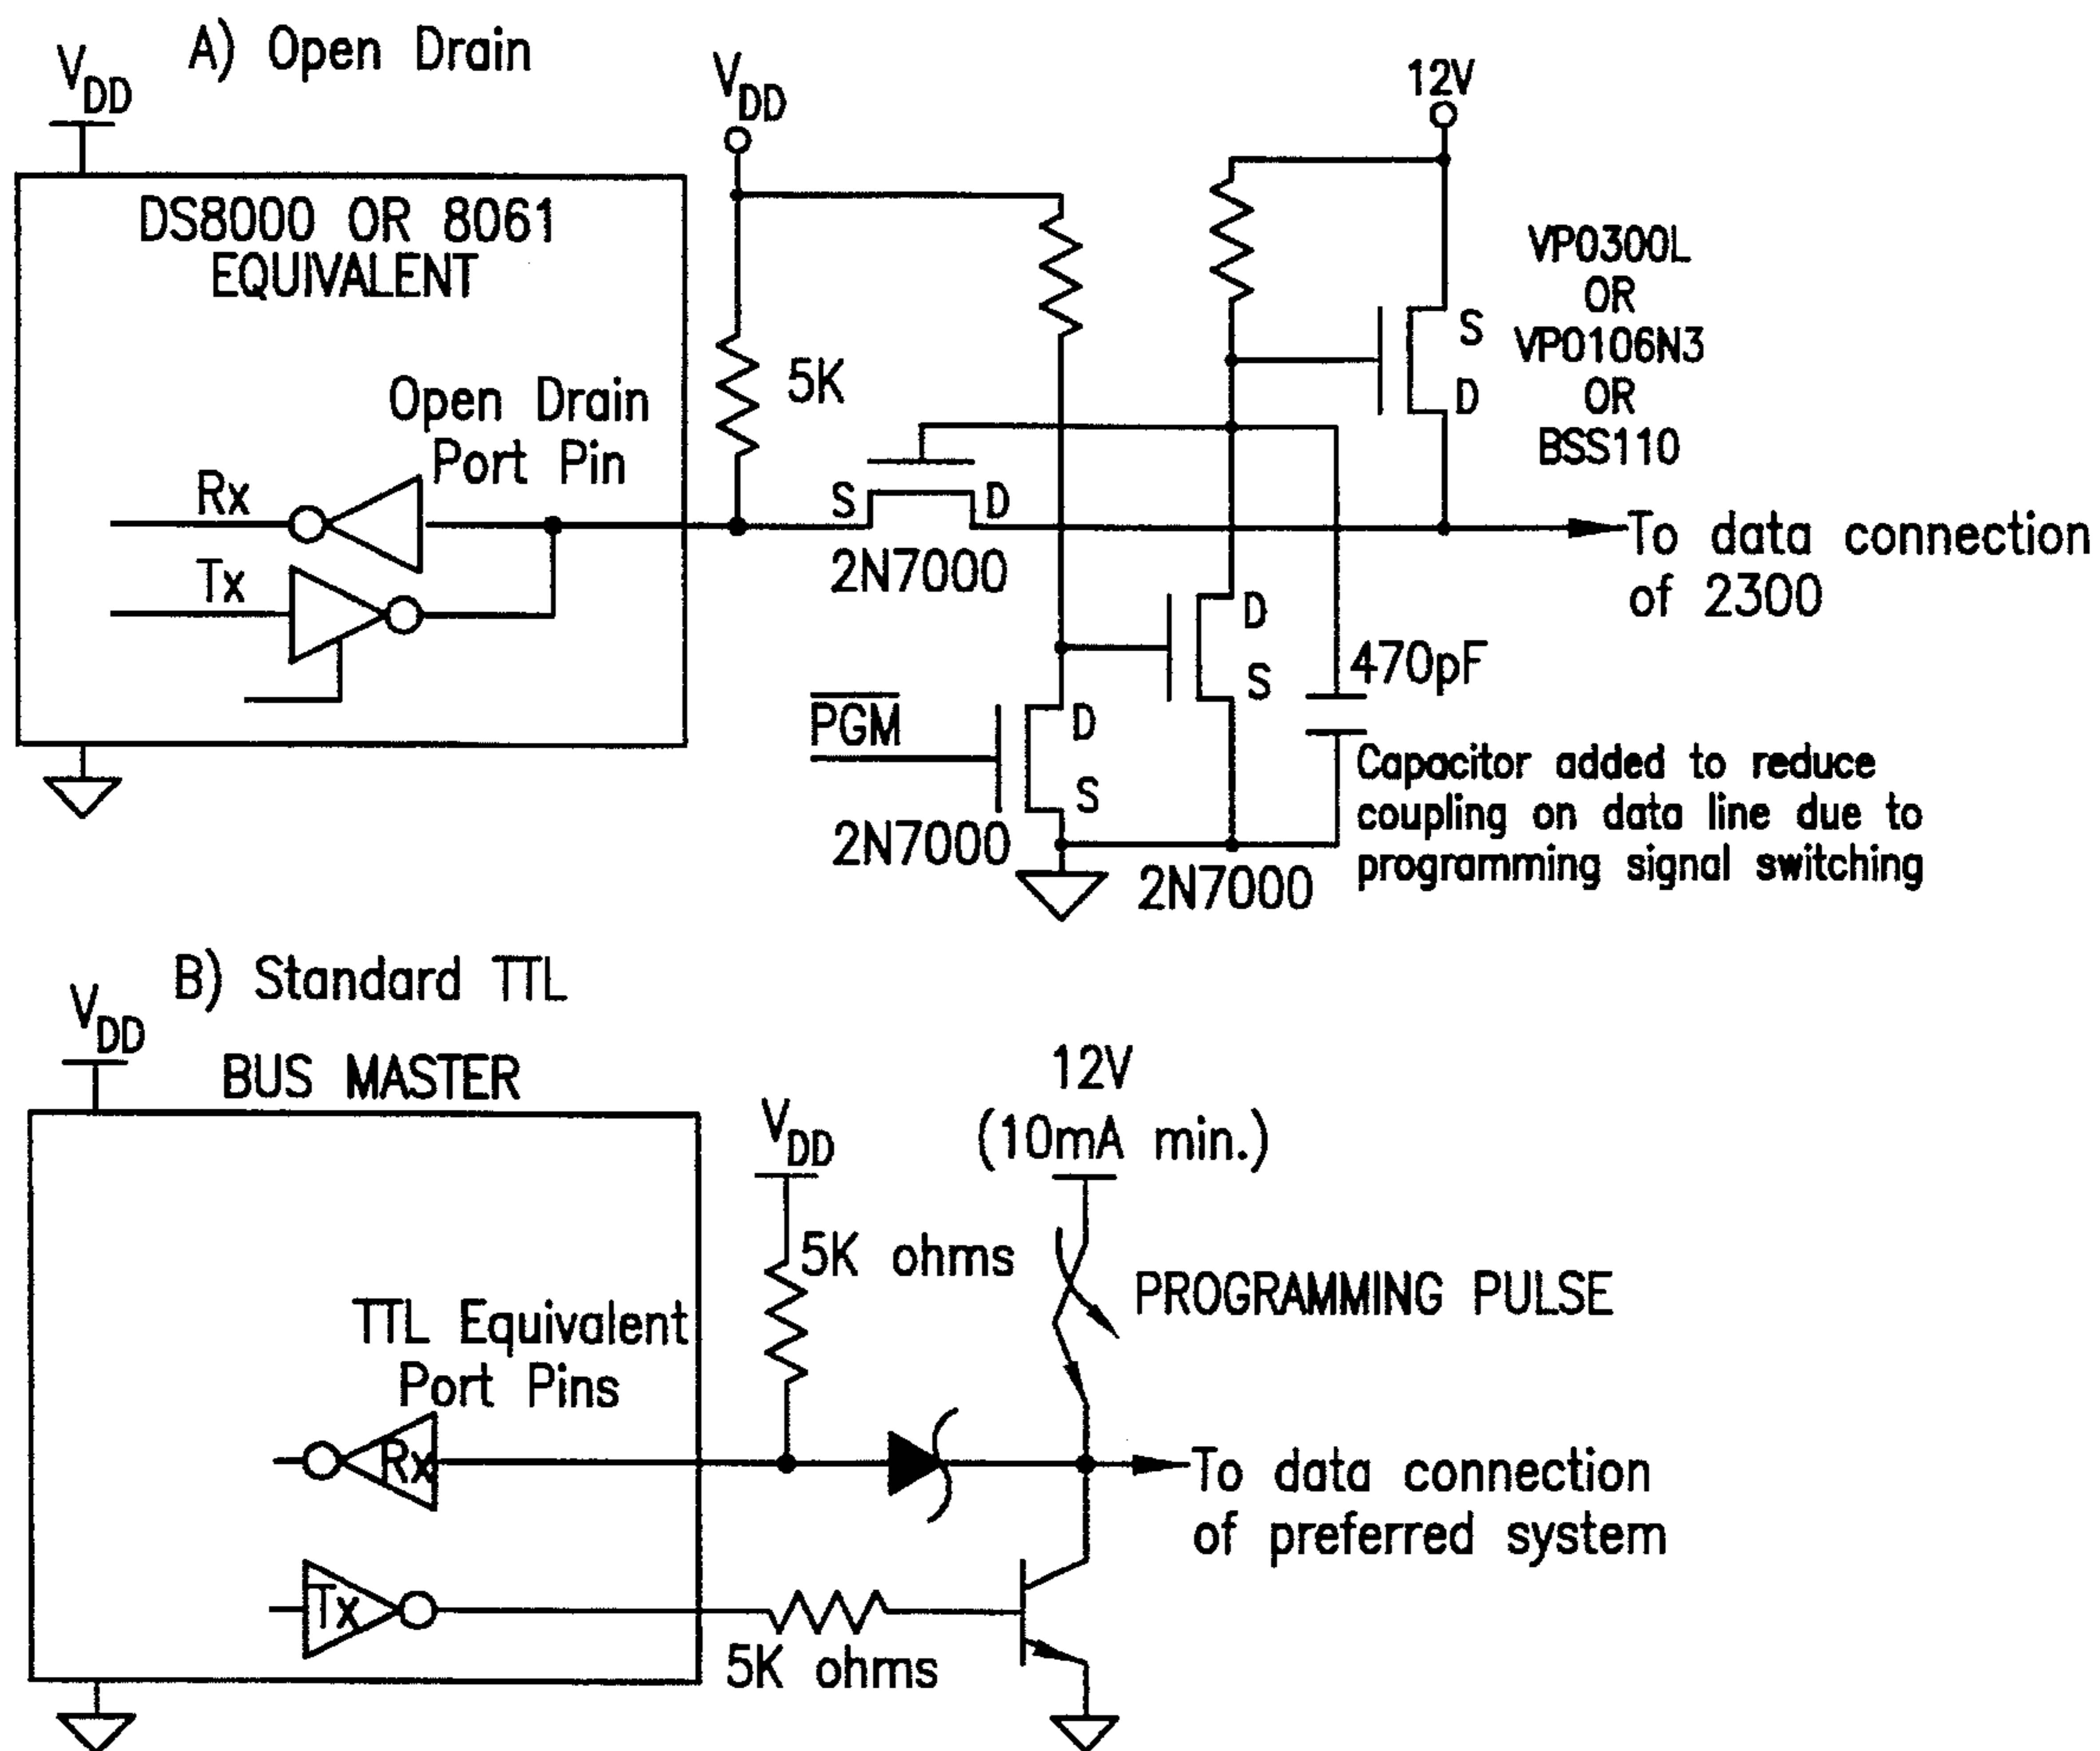 A) Open Drain
VDD
VDD
12V
DS8000 OR 8061
EQUIVALENT
VP0300L
OR
VP0106N3
OR
BSS110
5K
Open Drain
Port Pin
Rx
S
D
S
D
Tx
2N7000
To data connection
of 2300
D
S
470pF
PGM
D
S
2N7000
2N7000
Capacitor added to reduce
coupling on data line due to
programming signal switching
B) Standard TTL
VDD
BUS MASTER
12V
(10mA min.)
VDD
5K ohms
PROGRAMMING PULSE
TTL Equivalent
Port Pins
Rx
To data connection
of preferred system
Tx
5K ohms